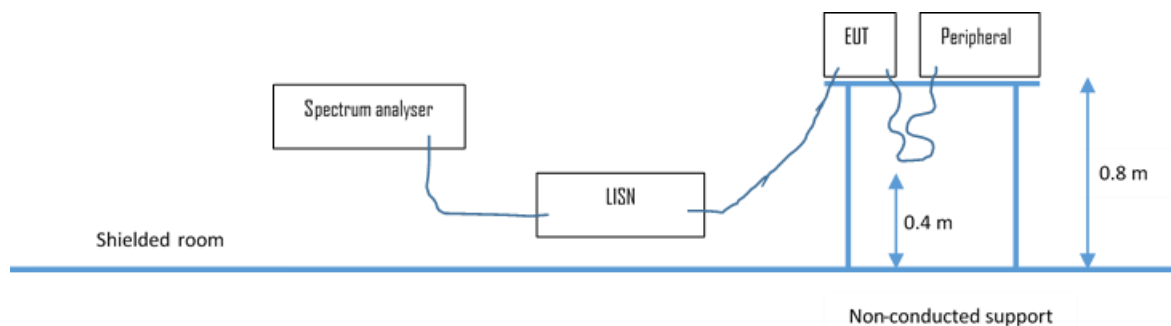 EUT
Peripheral
Spectrum analyser
LISN
0.8 m
0.4 m
Shielded room
Non-conducted support